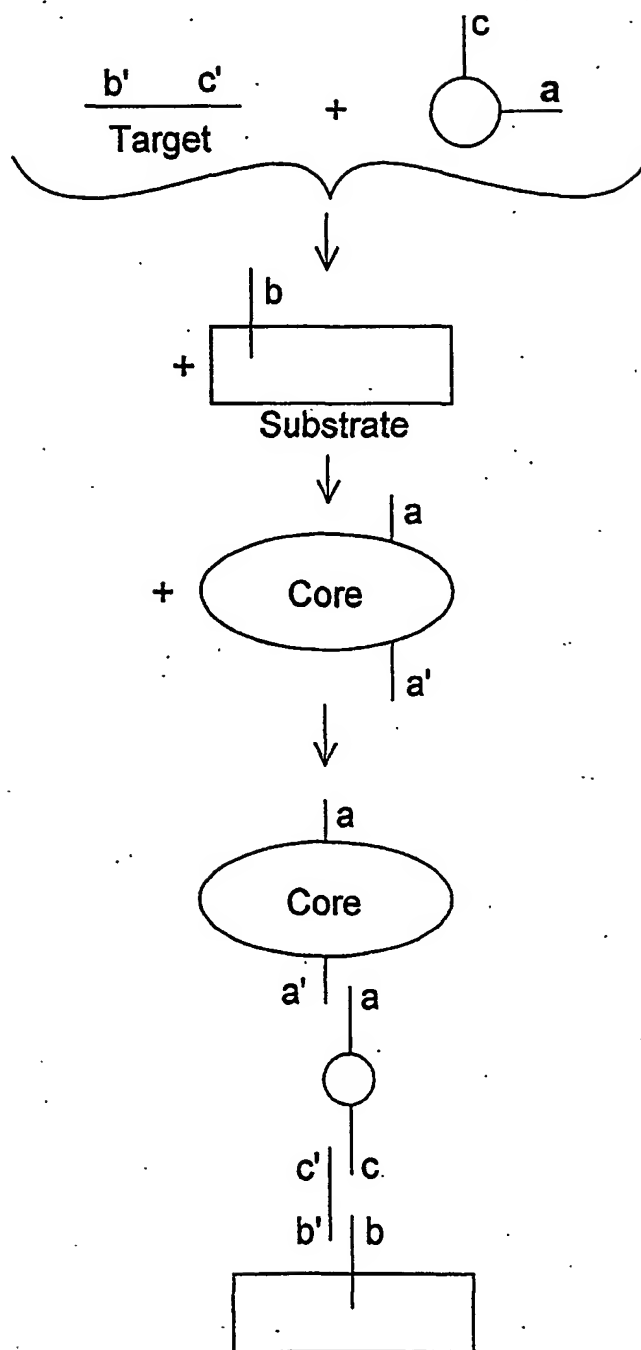 c
b' c' + a
Target
b
+
Substrate
a
+ Core
a'
a
Core
a' a
c' c
b' b